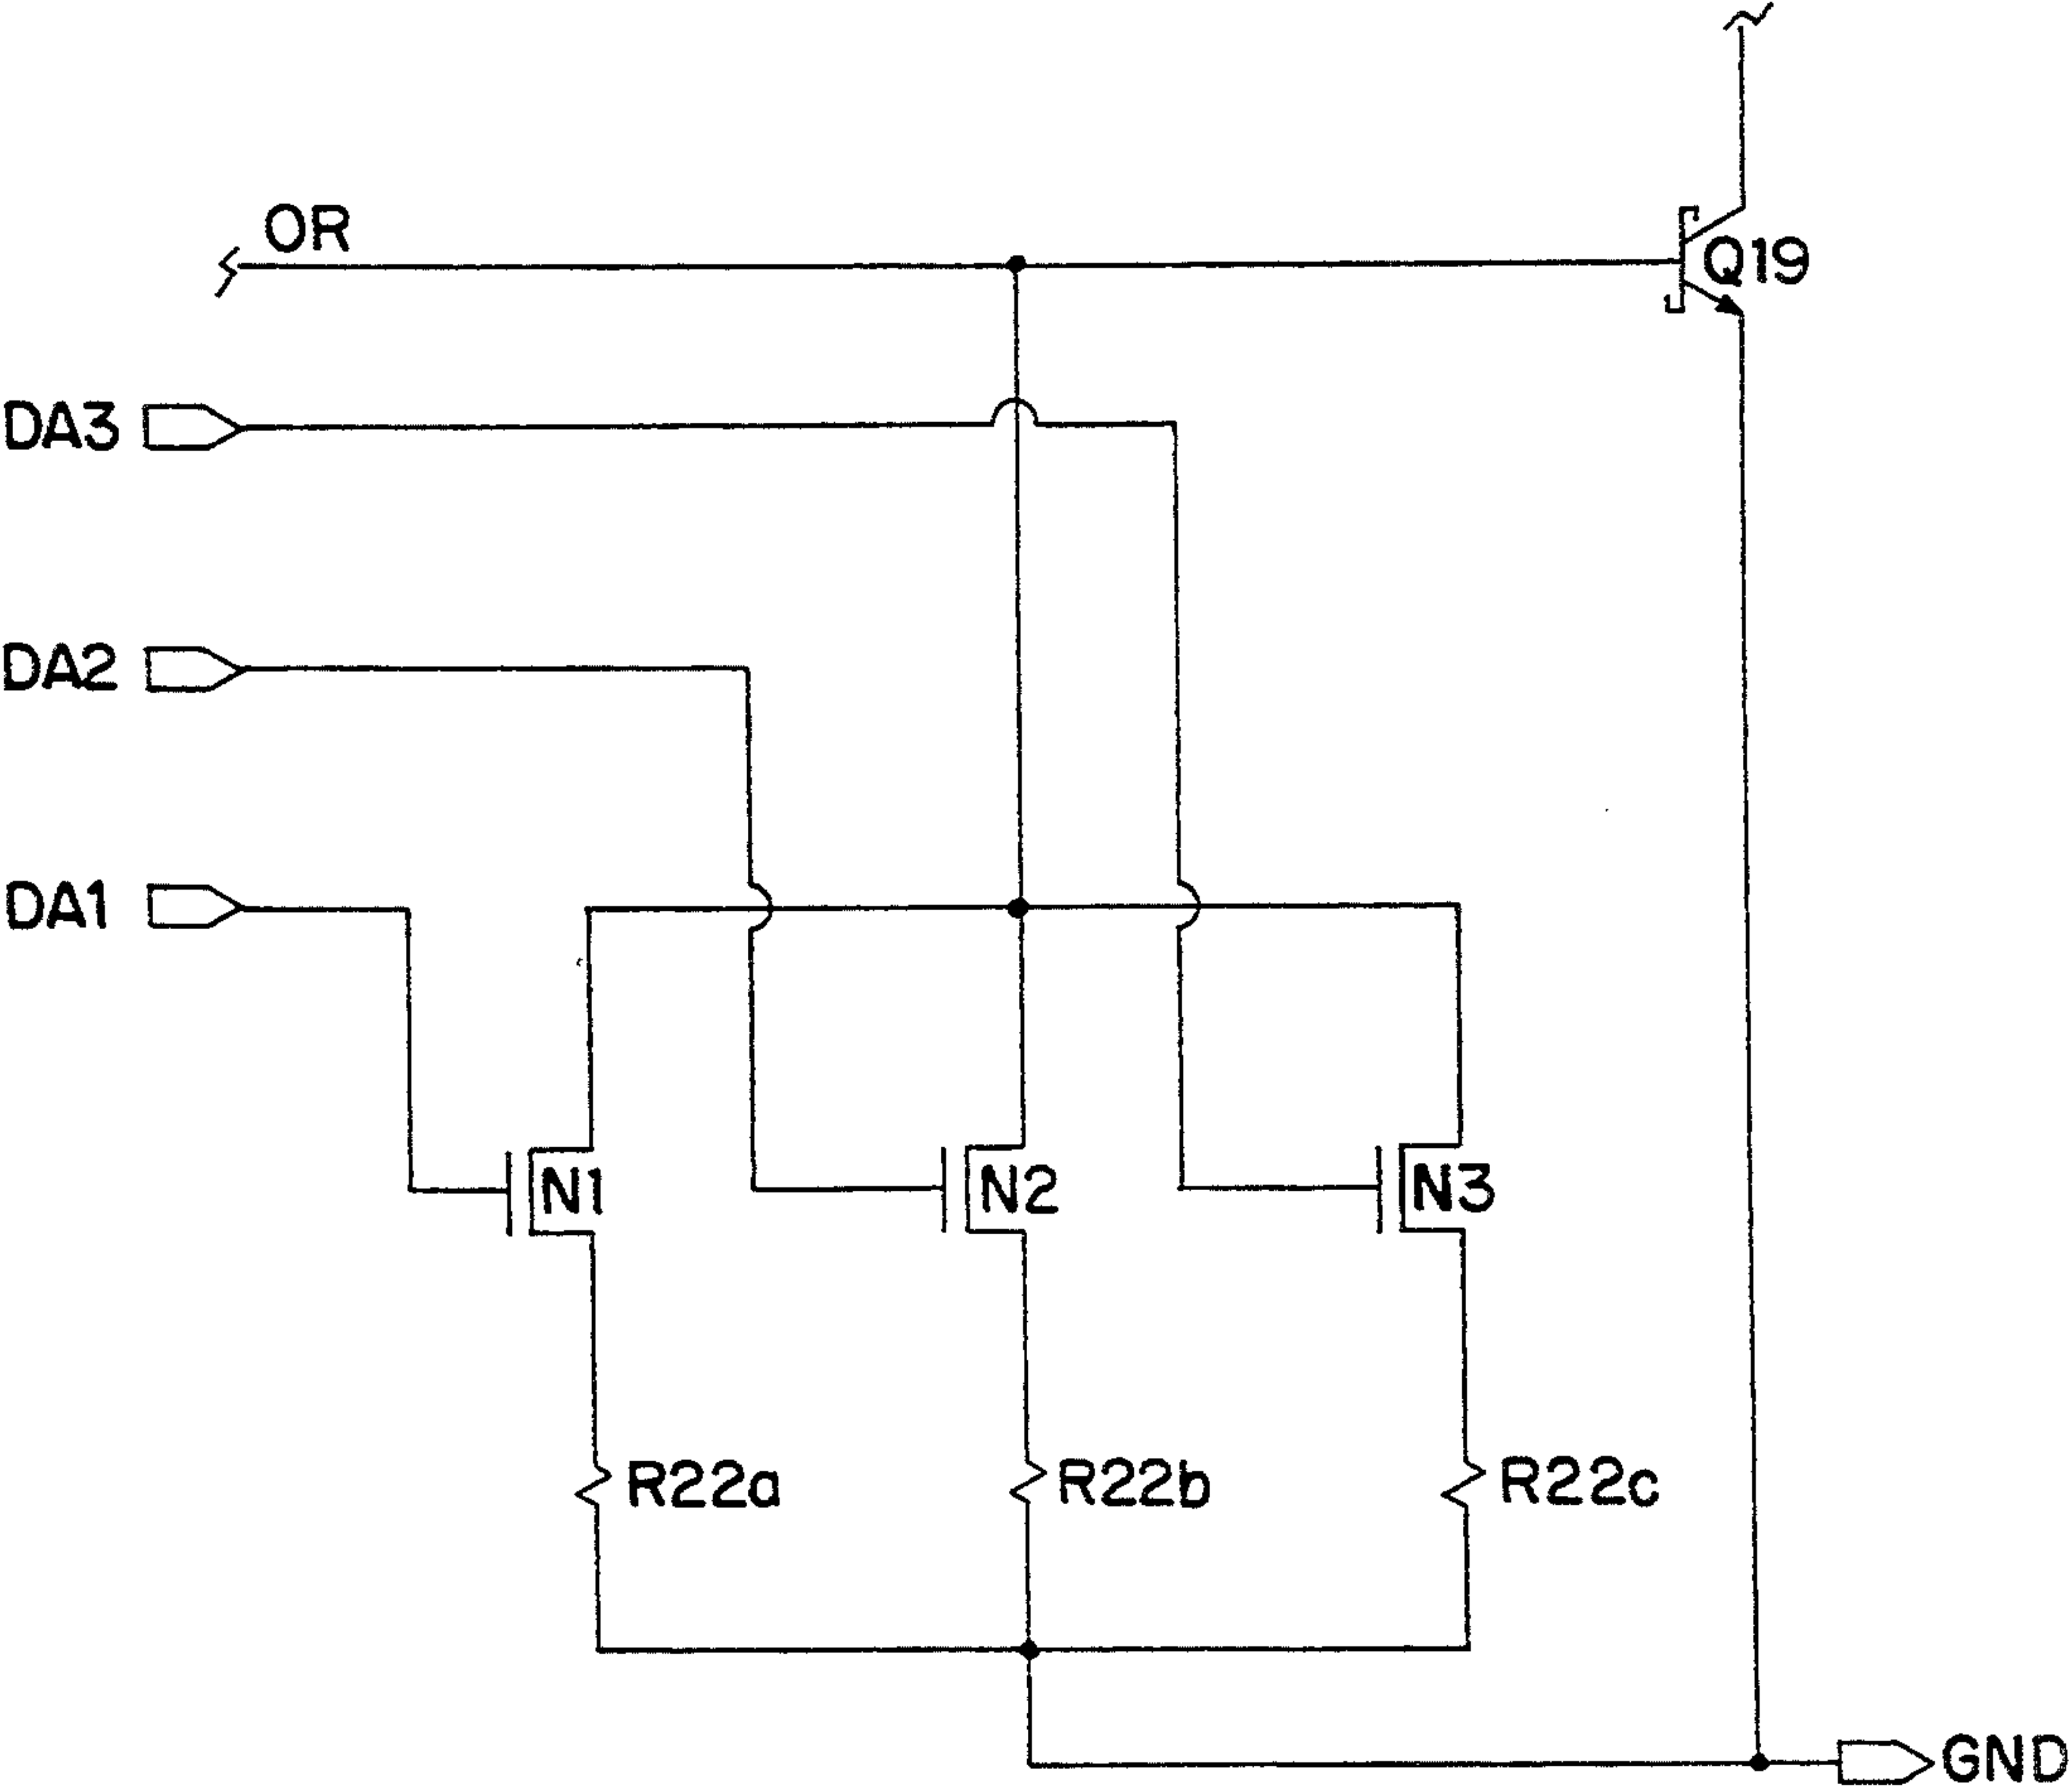 OR
Q19
DA3
DA2
DA1
N1
N2
N3
R22a
R22b
R22c
GND